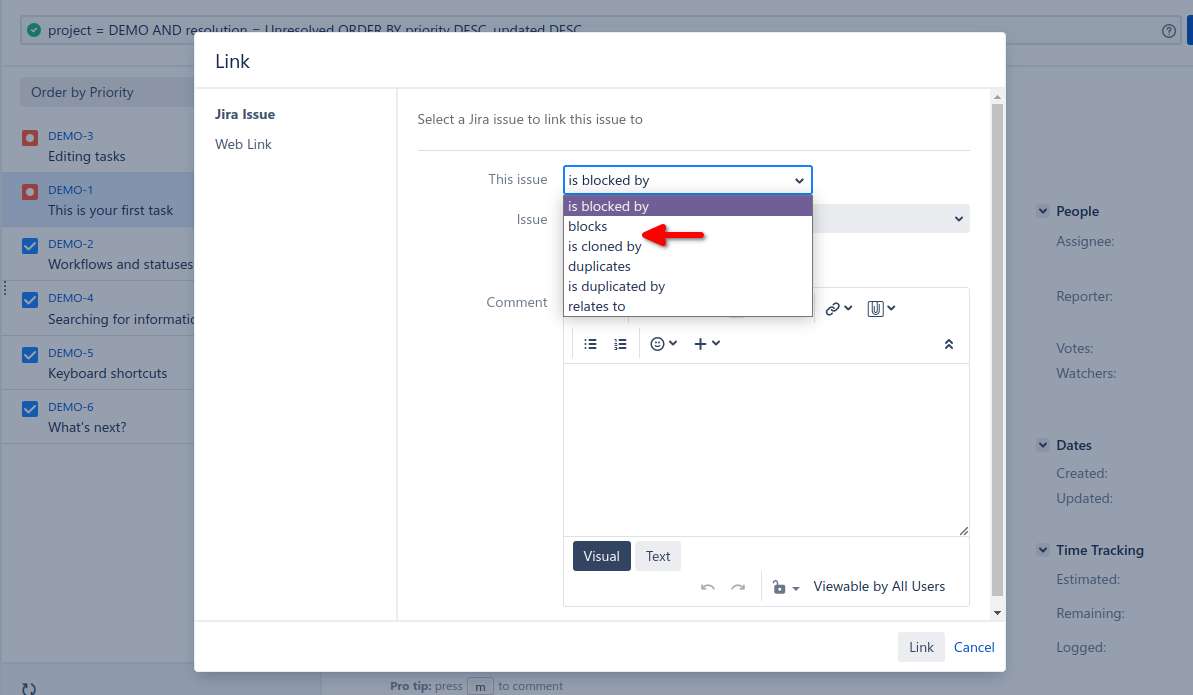 project = DEMO AND resolution = Unresolved ORDER BY priority DESC, updated DESC
Link
Order by Priority
DEMO-3
Editing tasks
DEMO-1
This is your first task
DEMO-2
Workflows and statuses
DEMO-4
Searching for informatio
DEMO-5
Keyboard shortcuts
DEMO-6
What's next?
Jira Issue
Web Link
Select a Jira issue to link this issue to
This issue
is blocked by
is blocked by
blocks
is cloned by
duplicates
is duplicated by
relates to
Issue
Comment
Visual
Text
Viewable by All Users
Link
Cancel
People
Assignee:
Reporter:
Votes:
Watchers:
Dates
Created:
Updated:
Time Tracking
Estimated:
Remaining:
Logged:
Pro tip: press m to comment